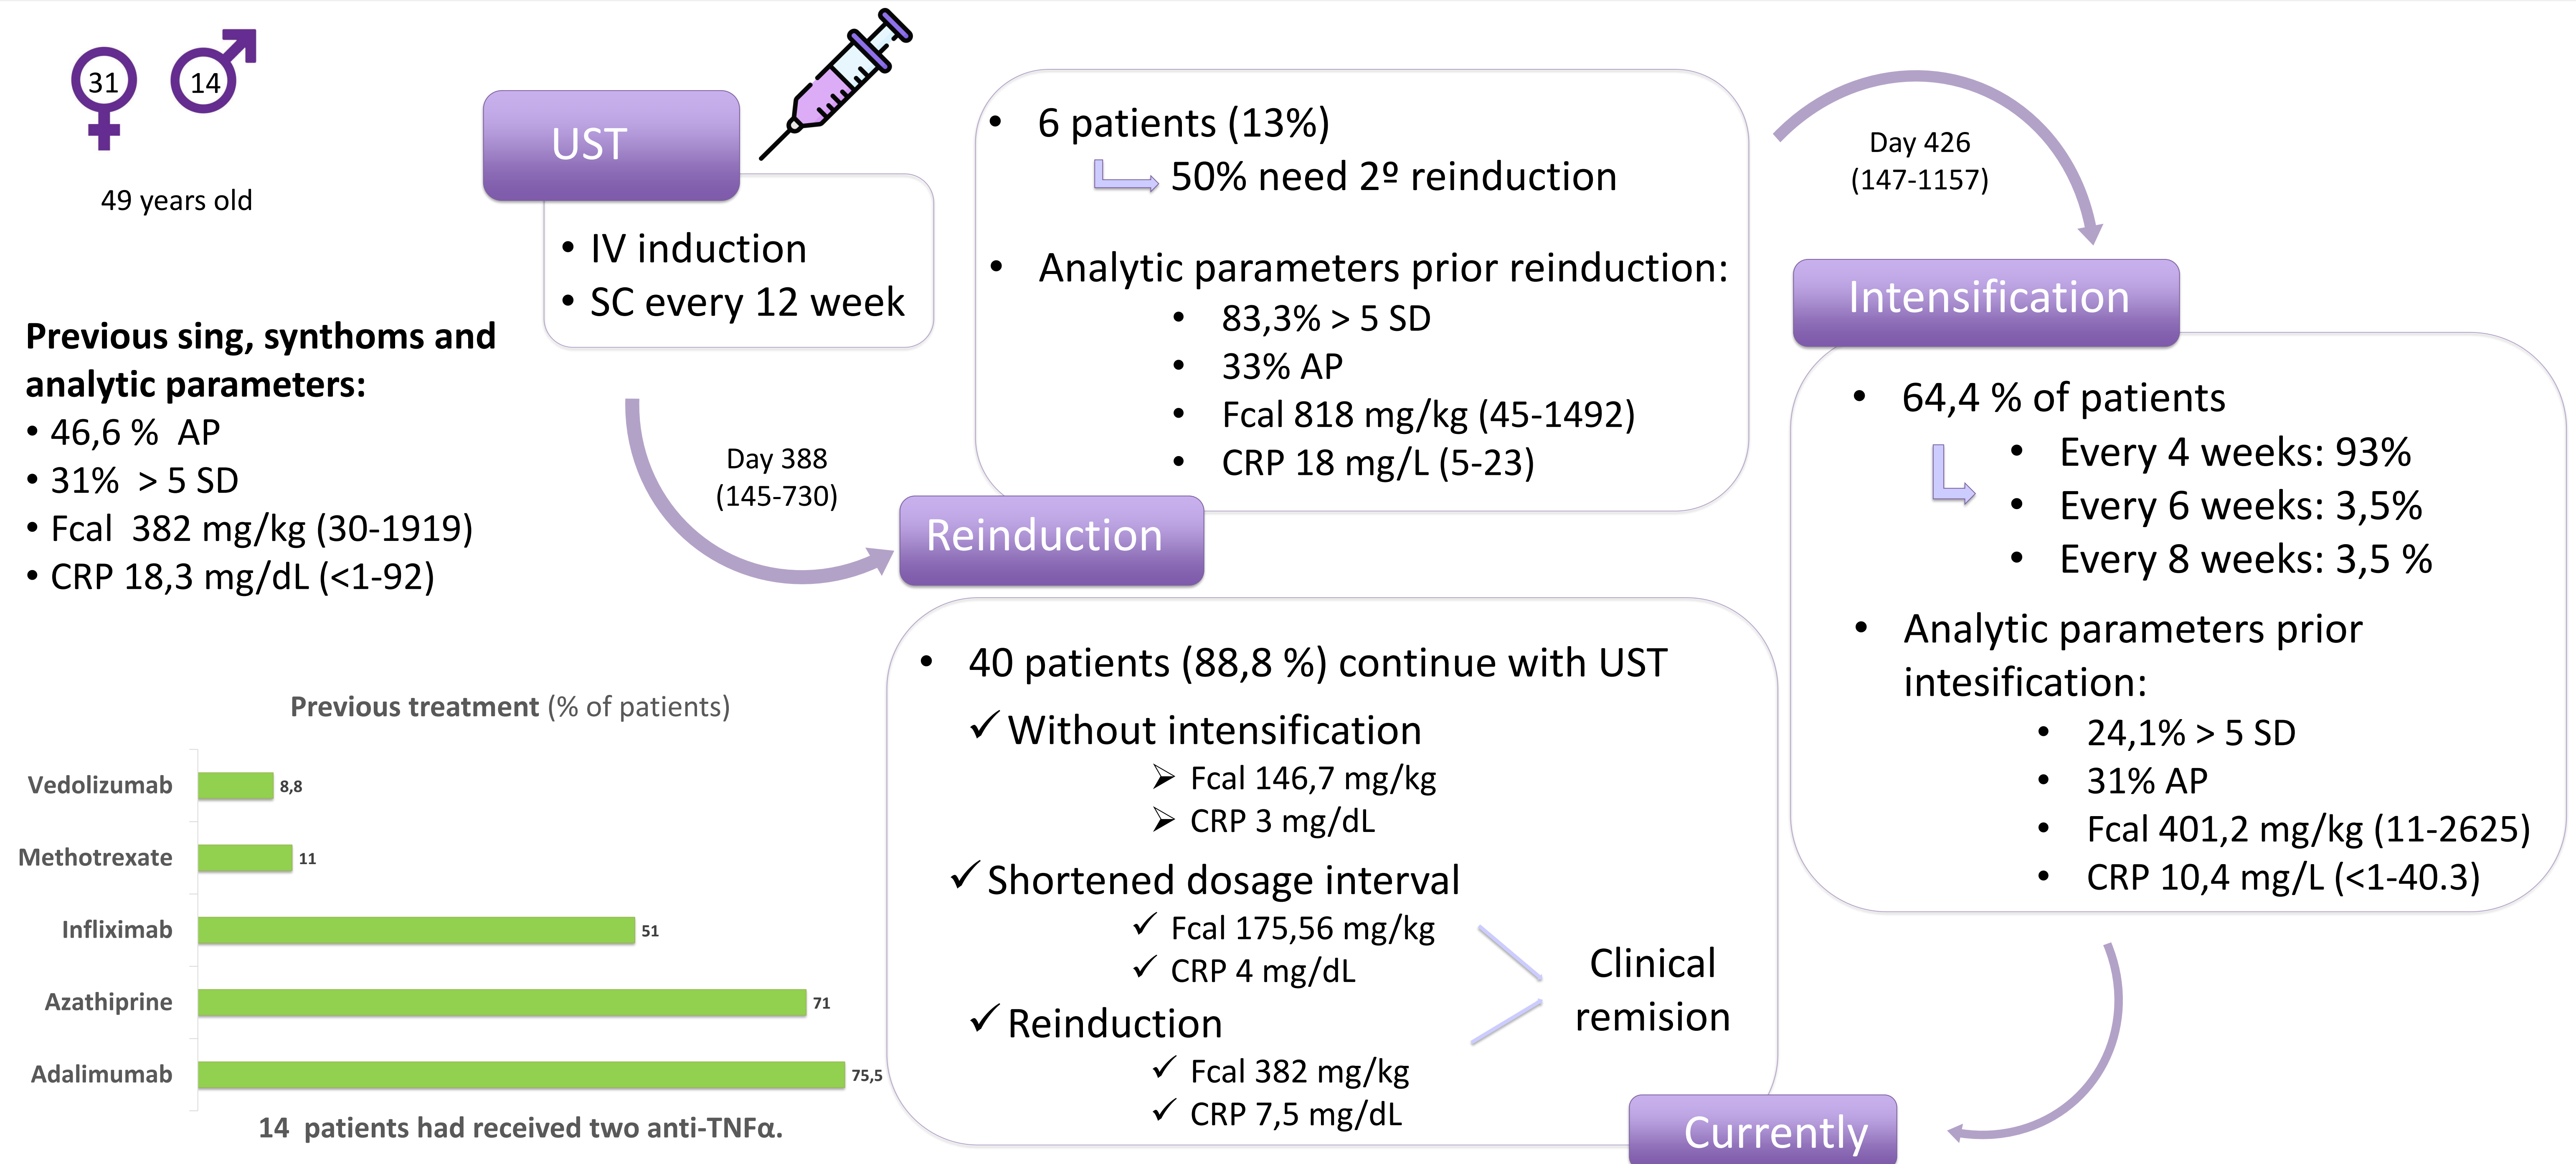 31
14
49 years old
Previous sing, synthoms and
analytic parameters:
• 46,6 % AP
• 31% > 5 SD
• Fcal 382 mg/kg (30-1919)
• CRP 18,3 mg/dL (<1-92)
Previous treatment (% of patients)
Vedolizumab 8,8
Methotrexate 11
Infliximab 51
Azathiprine 71
Adalimumab 75,5
14 patients had received two anti-TNFα.
UST
• IV induction
• SC every 12 week
Day 388
(145-730)
Reinduction
• 6 patients (13%)
50% need 2º reinduction
• Analytic parameters prior reinduction:
• 83,3% > 5 SD
• 33% AP
• Fcal 818 mg/kg (45-1492)
• CRP 18 mg/L (5-23)
Day 426
(147-1157)
Intensification
• 64,4 % of patients
• Every 4 weeks: 93%
• Every 6 weeks: 3,5%
• Every 8 weeks: 3,5 %
• Analytic parameters prior
intesification:
• 24,1% > 5 SD
• 31% AP
• Fcal 401,2 mg/kg (11-2625)
• CRP 10,4 mg/L (<1-40.3)
Currently
• 40 patients (88,8 %) continue with UST
✓ Without intensification
➢ Fcal 146,7 mg/kg
➢ CRP 3 mg/dL
✓ Shortened dosage interval
✓ Fcal 175,56 mg/kg
✓ CRP 4 mg/dL
✓ Reinduction
✓ Fcal 382 mg/kg
✓ CRP 7,5 mg/dL
Clinical
remision